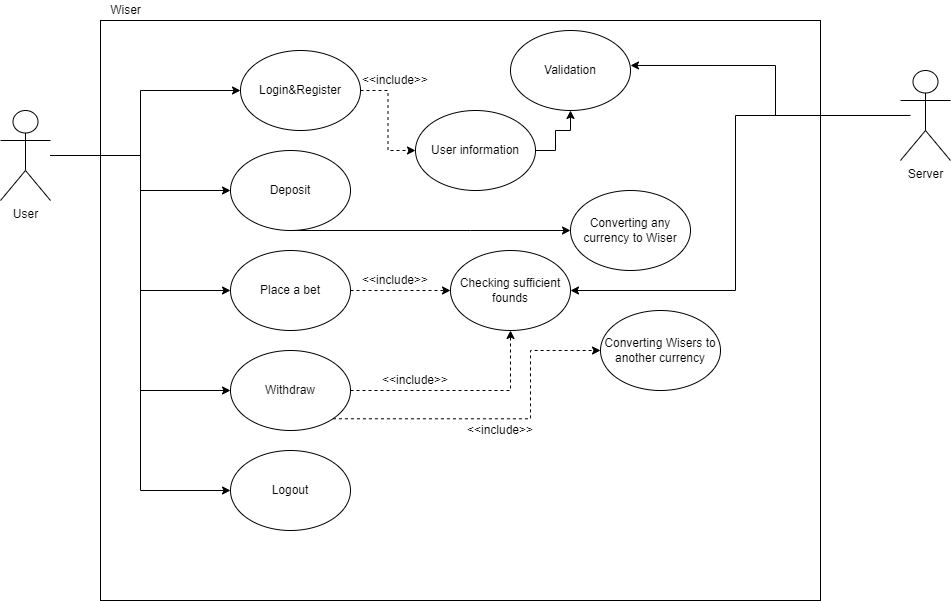 Wiser
Login&Register
<<include>>
Validation
User information
User
Server
Deposit
Converting any
currency to Wiser
Place a bet
<<include>>
Checking sufficient
founds
Converting Wisers to
another currency
Withdraw
<<include>>
<<include>>
Logout